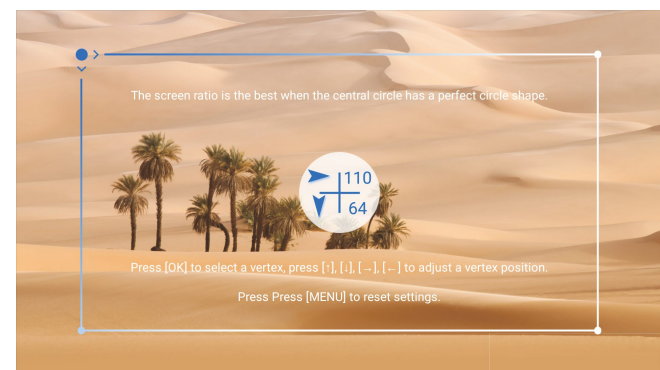 The screen ratio is the best when the central circle has a perfect circle shape.
110
64
Press [OK] to select a vertex, press [↑], [↓], [→], [←] to adjust a vertex position.
Press Press [MENU] to reset settings.